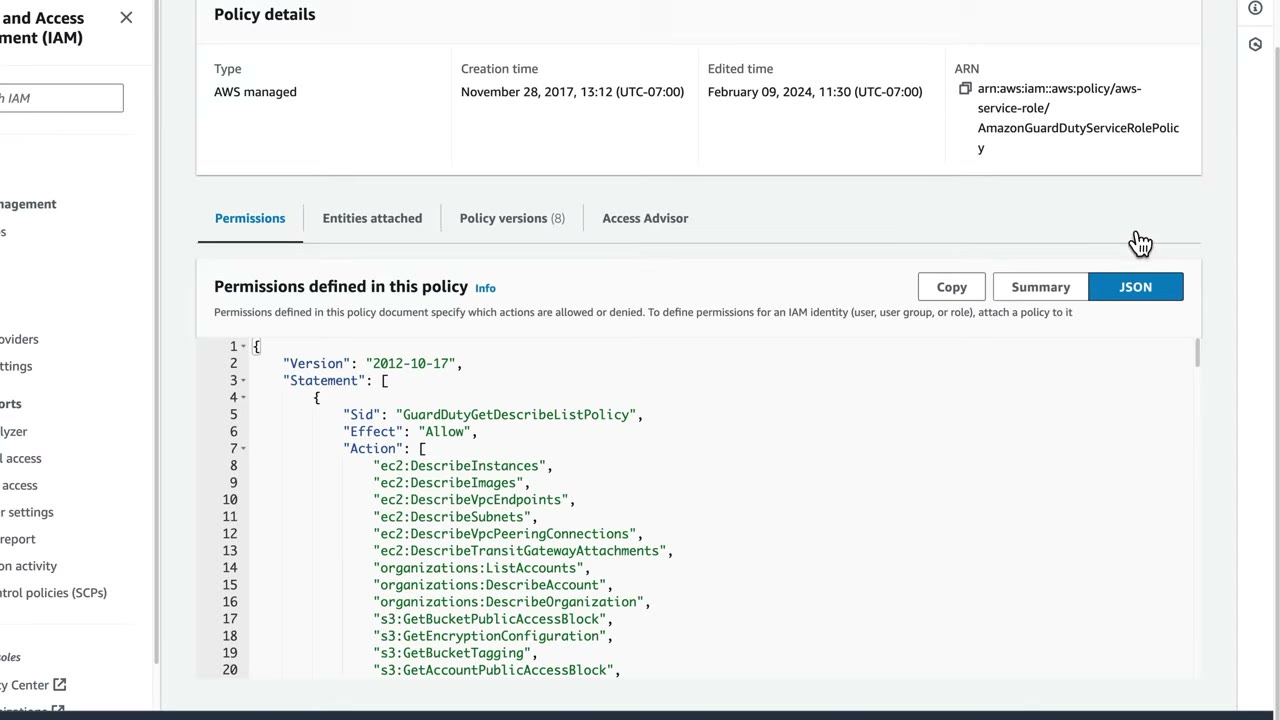 and Access
ment (IAM)
h IAM
nagement
s
oviders
ttings
orts
lyzer
l access
access
r settings
report
on activity
ntrol policies (SCPs)
oles
y Center
Policy details
Type
AWS managed
Creation time
November 28, 2017, 13:12 (UTC-07:00)
Edited time
February 09, 2024, 11:30 (UTC-07:00)
ARN
arn:aws:iam::aws:policy/aws-
service-role/
AmazonGuardDutyServiceRolePolic
y
Permissions
Entities attached
Policy versions (8)
Access Advisor
Permissions defined in this policy Info
Copy
Summary
JSON
Permissions defined in this policy document specify which actions are allowed or denied. To define permissions for an IAM identity (user, user group, or role), attach a policy to it
1 {
2 "Version": "2012-10-17",
3 "Statement": [
4 {
5 "Sid": "GuardDutyGetDescribeListPolicy",
6 "Effect": "Allow",
7 "Action": [
8 "ec2:DescribeInstances",
9 "ec2:DescribeImages",
10 "ec2:DescribeVpcEndpoints",
11 "ec2:DescribeSubnets",
12 "ec2:DescribeVpcPeeringConnections",
13 "ec2:DescribeTransitGatewayAttachments",
14 "organizations:ListAccounts",
15 "organizations:DescribeAccount",
16 "organizations:DescribeOrganization",
17 "s3:GetBucketPublicAccessBlock",
18 "s3:GetEncryptionConfiguration",
19 "s3:GetBucketTagging",
20 "s3:GetAccountPublicAccessBlock",